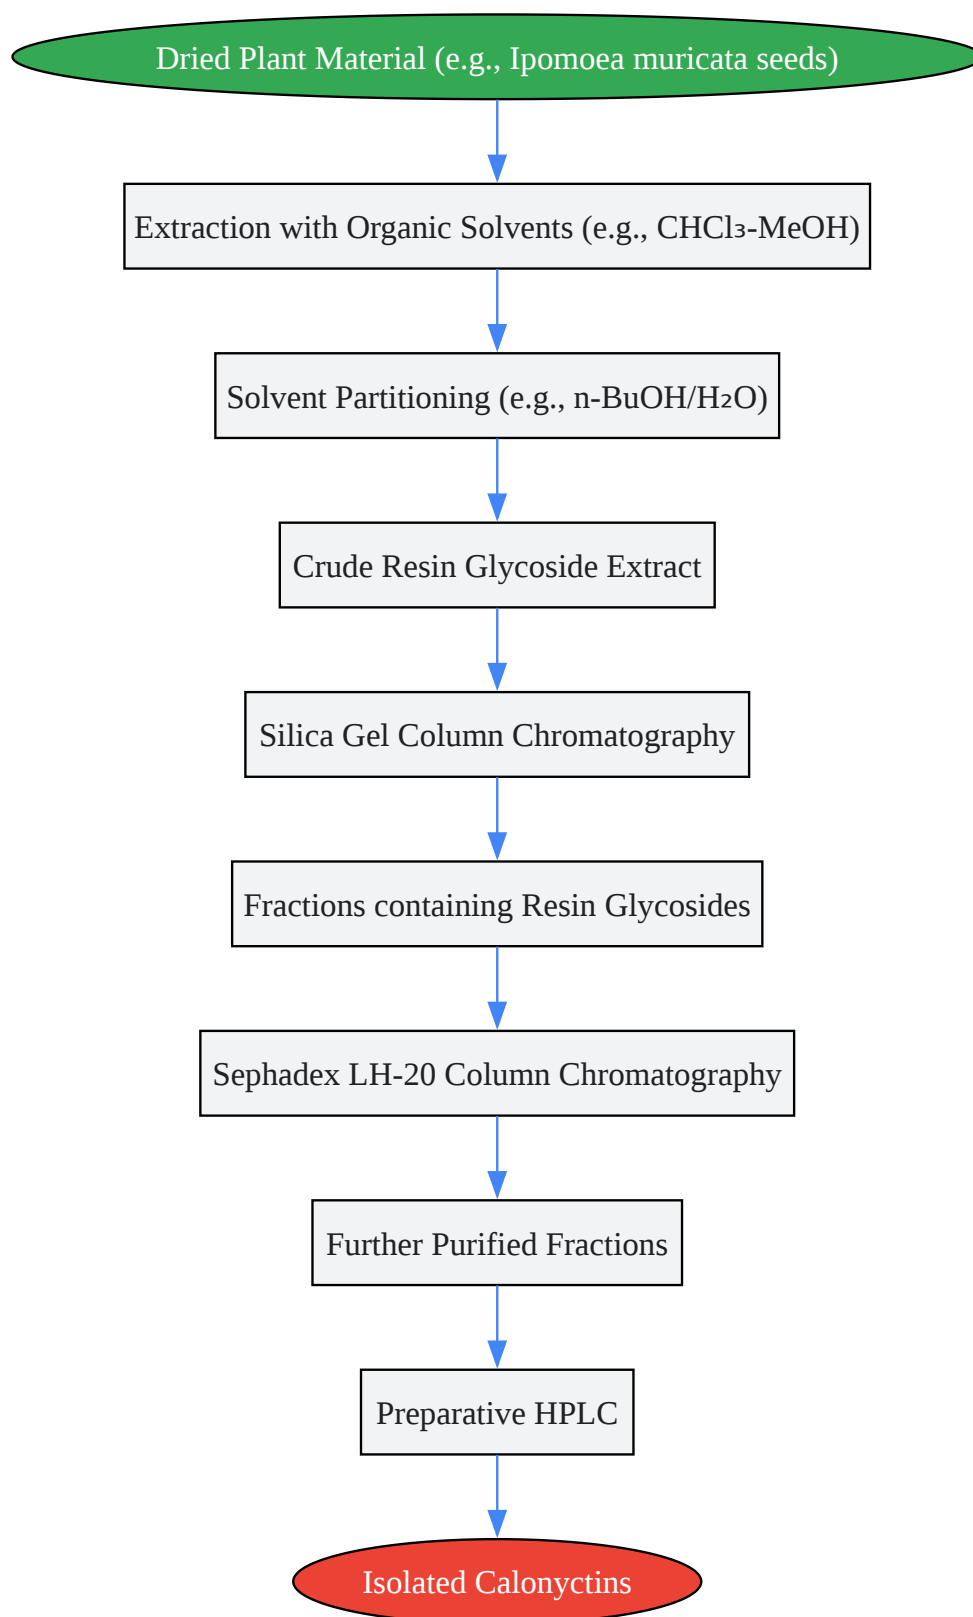 Dried Plant Material (e.g., Ipomoea muricata seeds)
Extraction with Organic Solvents (e.g., CHCl₃-MeOH)
Solvent Partitioning (e.g., n-BuOH/H₂O)
Crude Resin Glycoside Extract
Silica Gel Column Chromatography
Fractions containing Resin Glycosides
Sephadex LH-20 Column Chromatography
Further Purified Fractions
Preparative HPLC
Isolated Calonyctins